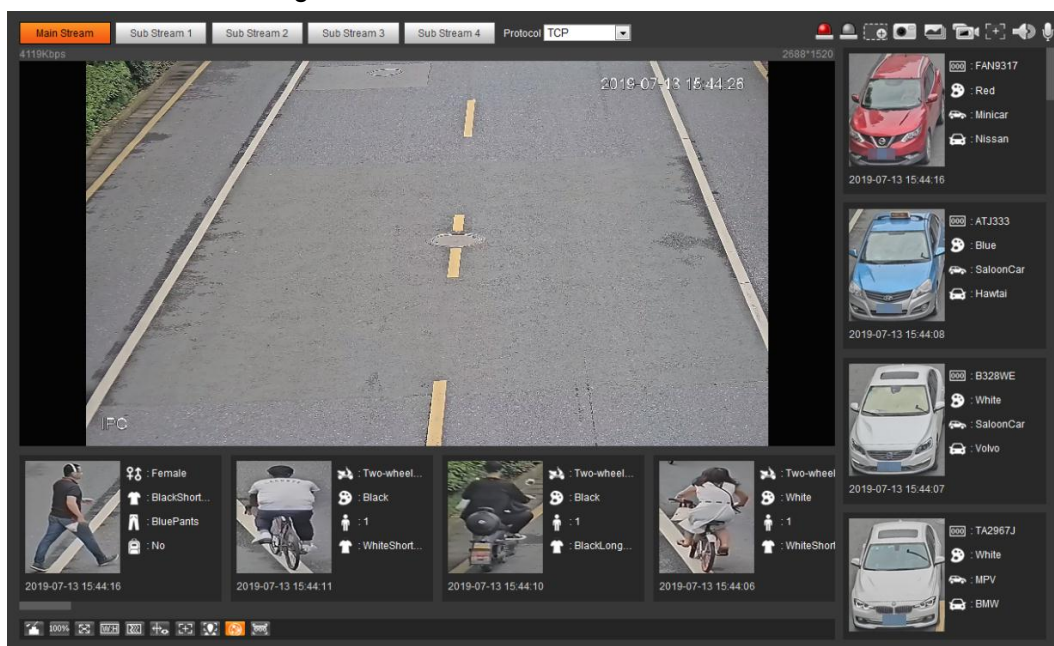 Main Stream
Sub Stream 1
Sub Stream 2
Sub Stream 3
Sub Stream 4
Protocol TCP
4119Kbps
2688*1520
2019-07-13 15:44:26
IPC
: FAN9317
: Red
: Minicar
: Nissan
2019-07-13 15:44:16
: ATJ333
: Blue
: SaloonCar
: Hawtai
2019-07-13 15:44:08
: B328WE
: White
: SaloonCar
: Volvo
2019-07-13 15:44:07
: TA2967J
: White
: MPV
: BMW
: Female
: BlackShort...
: BluePants
: No
2019-07-13 15:44:16
: Two-wheel...
: Black
: 1
: WhiteShort...
2019-07-13 15:44:11
: Two-wheel...
: Black
: 1
: BlackLong...
2019-07-13 15:44:10
: Two-wheel
: White
: 1
: WhiteShort
2019-07-13 15:44:06
100%
W:H